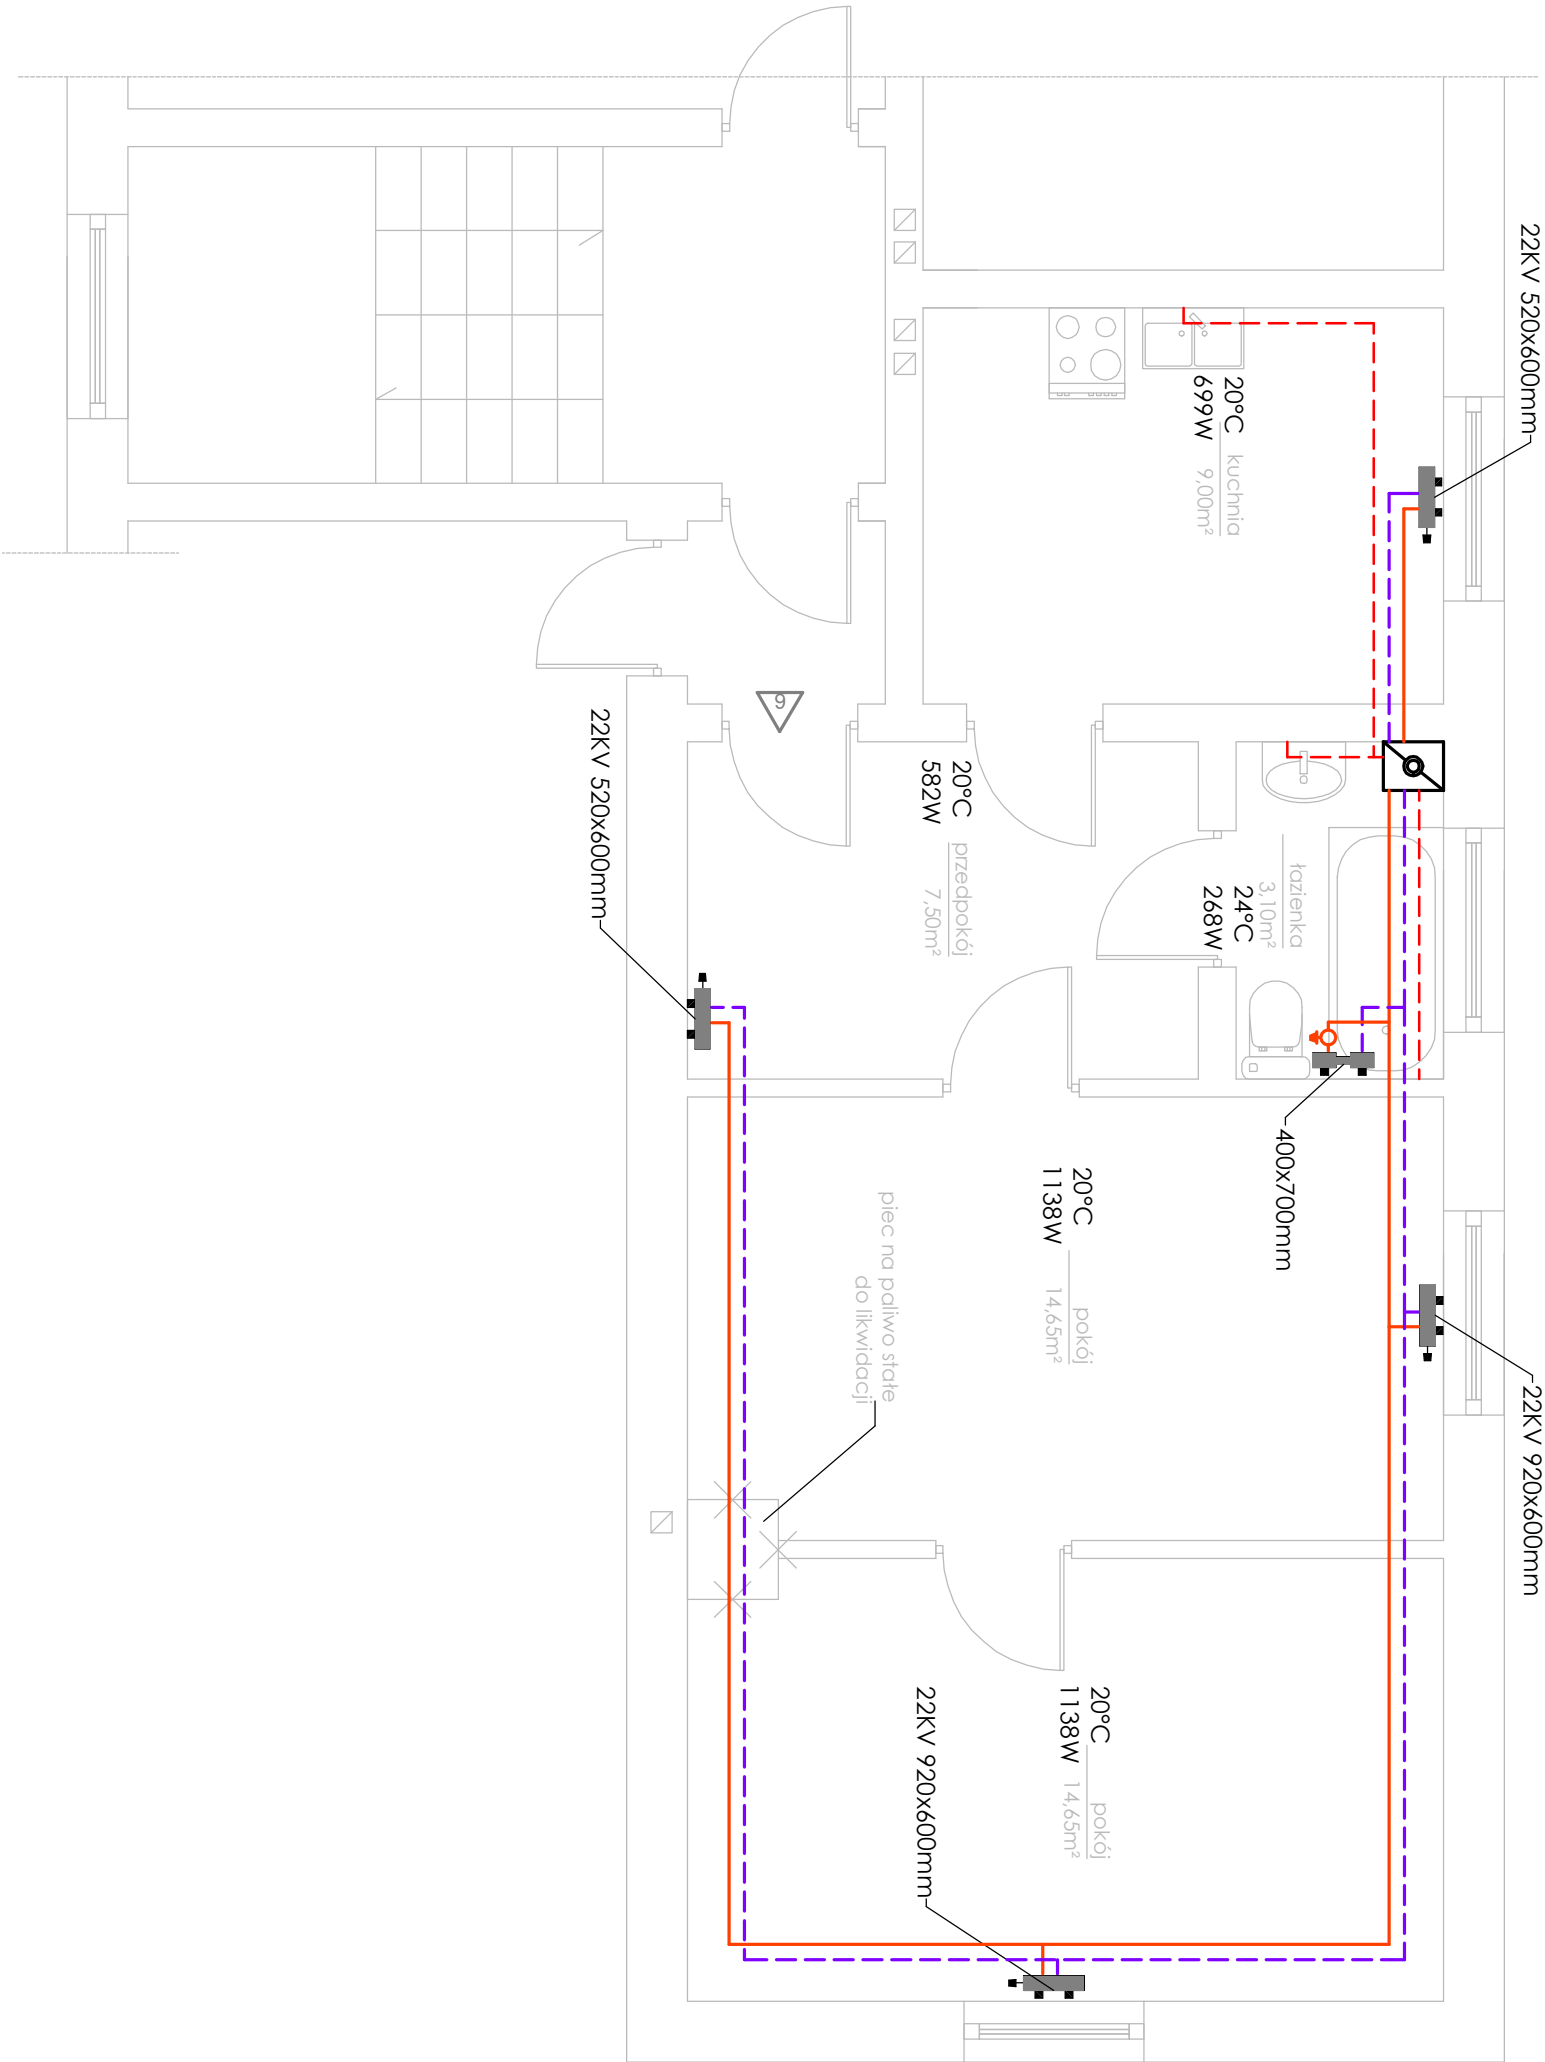 22KV 520x600mm
20°C
699W
kuchnia
9,00m²
6
22KV 520x600mm
20°C
582W
przedpokój
7,50m²
łazienka
3,10m²
24°C
268W
400x700mm
22KV 920x600mm
20°C
1138W
pokój
14,65m²
piec na paliwo stałe
do likwidacji
20°C
1138W
pokój
14,65m²
22KV 920x600mm